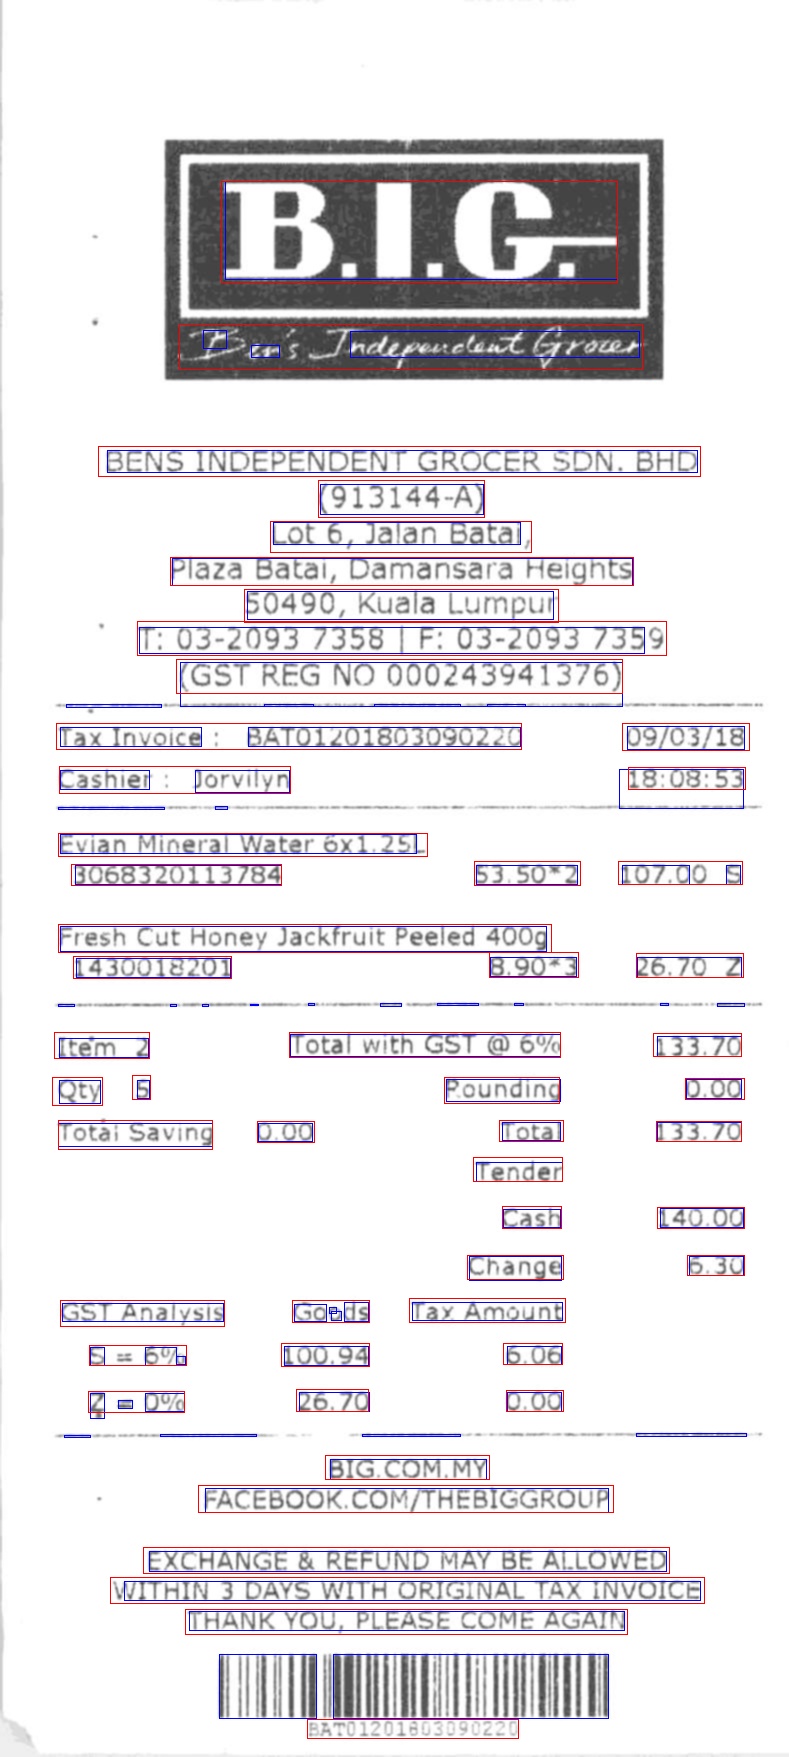 B.I.G.
Ben's Independent Grocer
BENS INDEPENDENT GROCER SDN. BHD
(913144-A)
Lot 6, Jalan Batai,
Plaza Batai, Damansara Heights
50490, Kuala Lumpur
T: 03-2093 7358 | F: 03-2093 7359
(GST REG NO 000243941376)
Tax Invoice : BAT01201803090220 09/03/18
Cashier : Jorvilyn 18:08:53
Evian Mineral Water 6x1.25L
3068320113784 53.50*2 107.00 S
Fresh Cut Honey Jackfruit Peeled 400g
1430018201 8.90*3 26.70 Z
Item 2 Total with GST @ 6% 133.70
Qty 5 Rounding 0.00
Total Saving 0.00 Total 133.70
Tender
Cash 140.00
Change 6.30
GST Analysis Goods Tax Amount
S = 6% 100.94 6.06
Z = 0% 26.70 0.00
BIG.COM.MY
FACEBOOK.COM/THEBIGGROUP
EXCHANGE & REFUND MAY BE ALLOWED
WITHIN 3 DAYS WITH ORIGINAL TAX INVOICE
THANK YOU, PLEASE COME AGAIN
BAT01201803090220